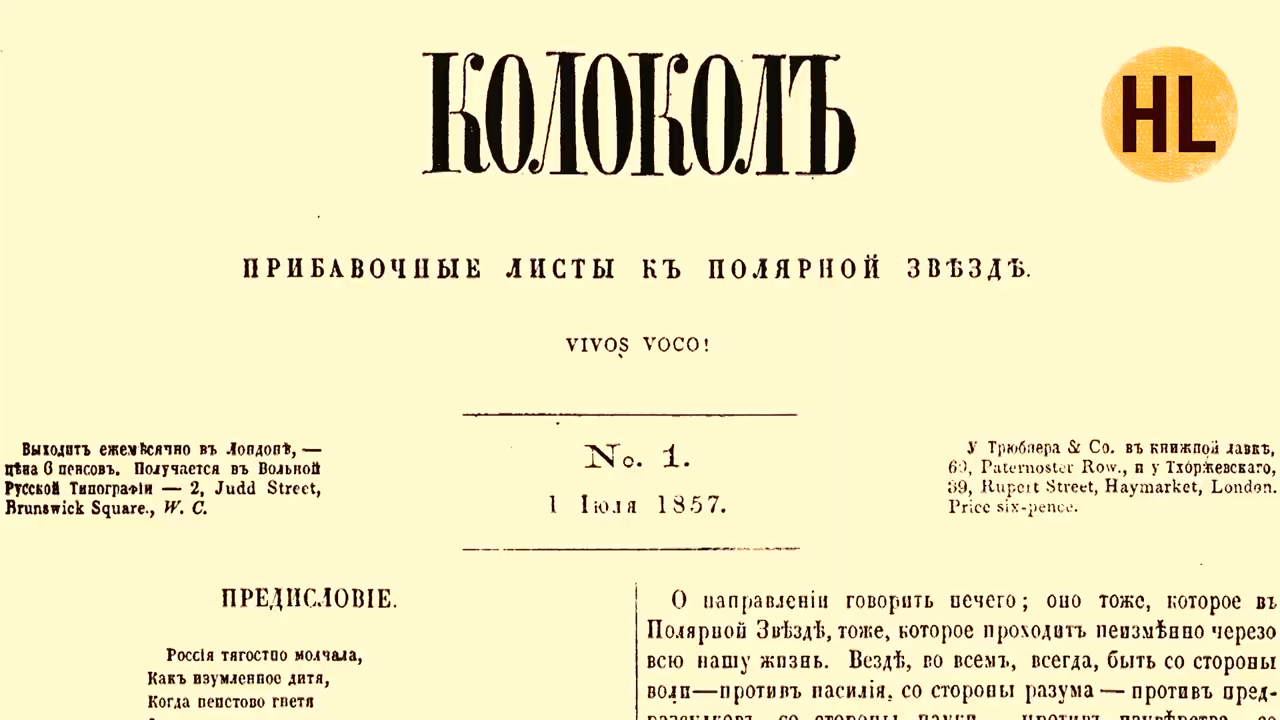 КОЛОКОЛЪ
HL
ПРИБАВОЧНЫЕ ЛИСТЫ КЪ ПОЛЯРНОЙ ЗВѢЗДѢ.
VIVOS VOCO!
Выходитъ ежемѣсячно въ Лондонѣ, —
цѣна 6 пенсовъ. Получается въ Вольной
Русской Типографіи — 2, Judd Street,
Brunswick Square., W. C.
No. 1.
1 Іюля 1857.
У Трюбнера & Co. въ книжной лавкѣ,
60, Paternoster Row., и у Тхоржевскаго,
39, Rupert Street, Haymarket, London.
Price six-pence.
ПРЕДИСЛОВІЕ.
Россія тягостно молчала,
Какъ изумленное дитя,
Когда неистово гнетя
О направленіи говорить нечего; оно тоже, которое въ
Полярной Звѣздѣ, тоже, которое проходитъ неизмѣнно черезо
всю нашу жизнь. Вездѣ, во всемъ, всегда, быть со стороны
воли—противъ насилія, со стороны разума — противъ пред-